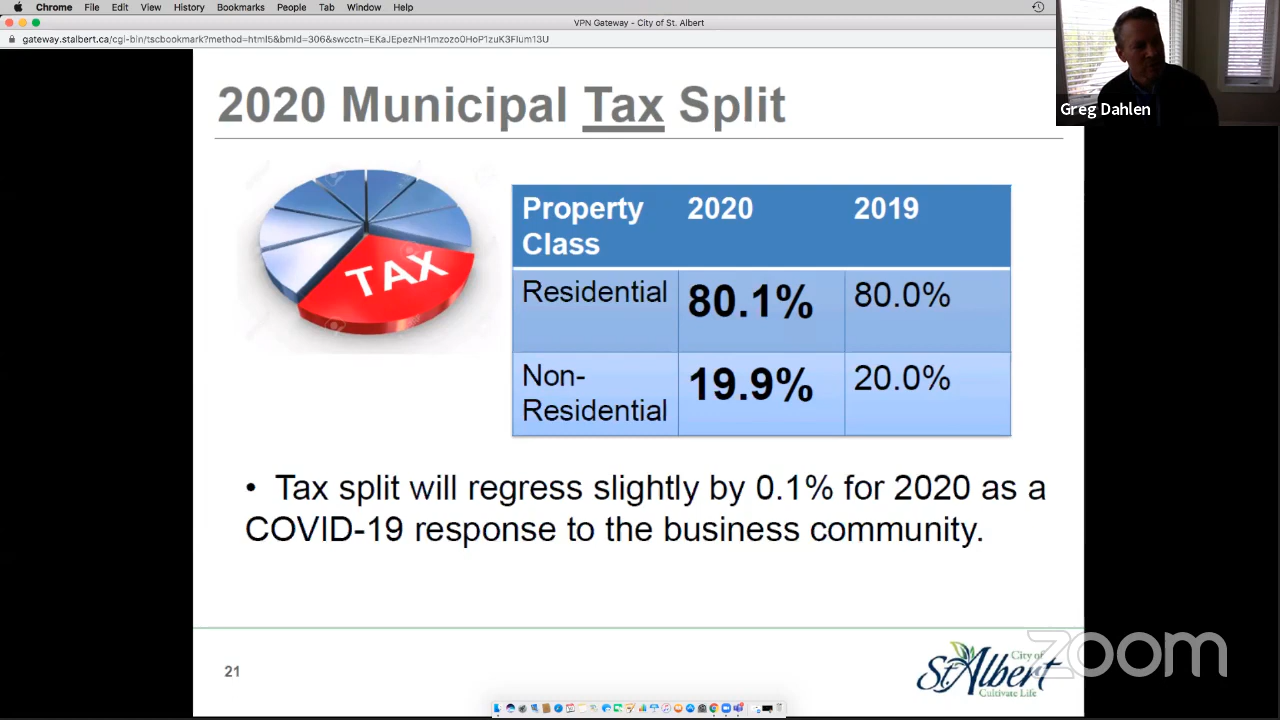 Chrome File Edit View History Bookmarks People Tab Window Help
VPN Gateway - City of St. Albert
2020 Municipal Tax Split
Greg Dahlen
TAX
Property Class 2020 2019
Residential 80.1% 80.0%
Non-Residential 19.9% 20.0%
• Tax split will regress slightly by 0.1% for 2020 as a
COVID-19 response to the business community.
21
City of
St. Albert
Cultivate Life
zoom